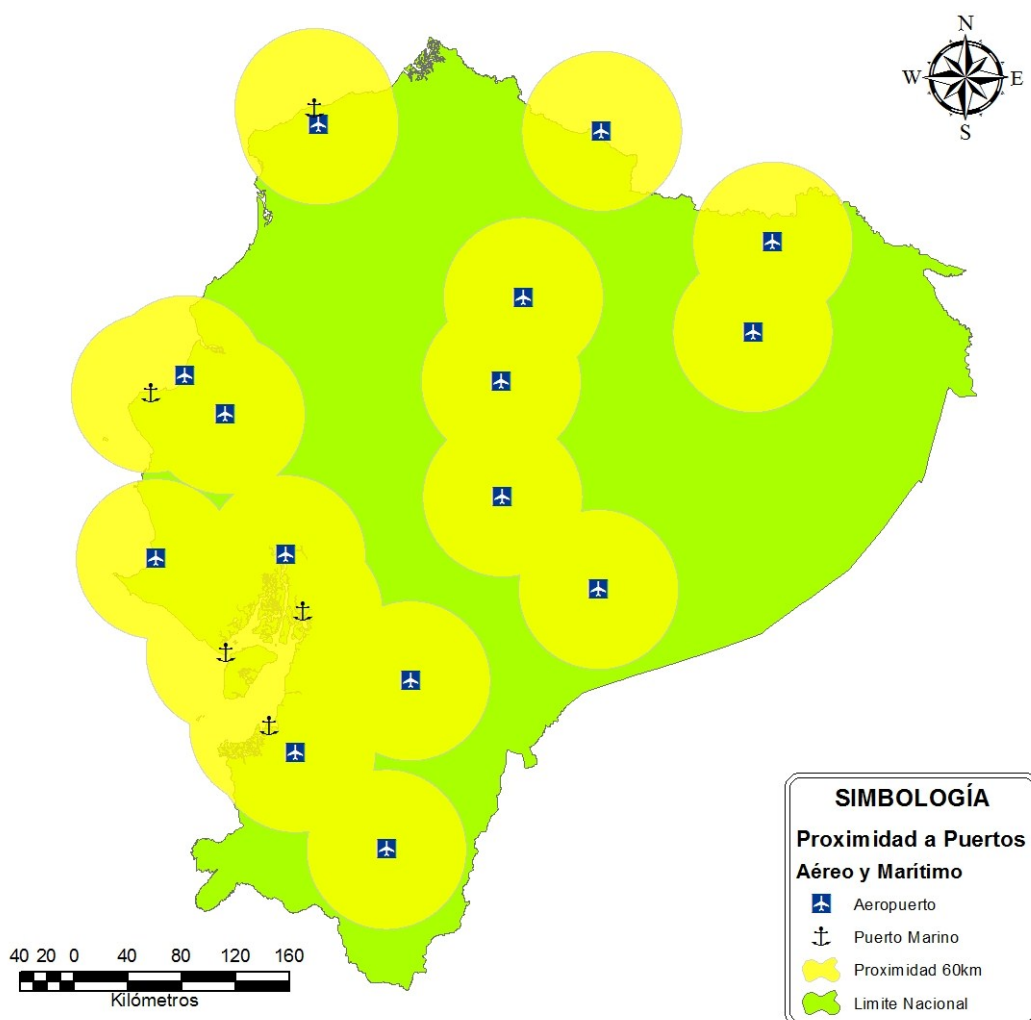 N
W E
S
SIMBOLOGÍA
Proximidad a Puertos
Aéreo y Marítimo
Aeropuerto
Puerto Marino
Proximidad 60km
Limite Nacional
40 20 0 40 80 120 160
Kilómetros